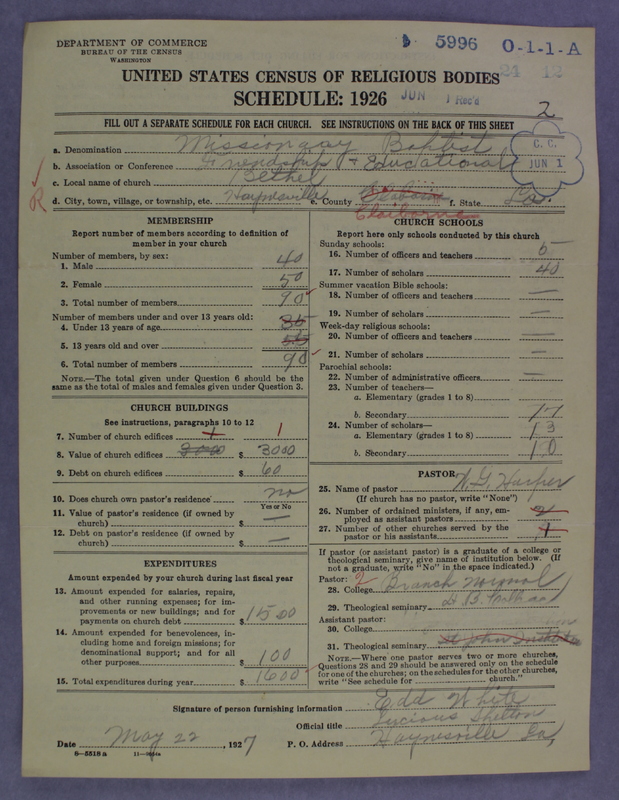 DEPARTMENT OF COMMERCE
BUREAU OF THE CENSUS
WASHINGTON
5996 O-1-1-A
24 12
UNITED STATES CENSUS OF RELIGIOUS BODIES
SCHEDULE: 1926
JUN 1 Rec'd
2
FILL OUT A SEPARATE SCHEDULE FOR EACH CHURCH. SEE INSTRUCTIONS ON THE BACK OF THIS SHEET
C. C.
JUN 1
a. Denomination Missionary Baptist
b. Association or Conference Friendship + Educational
c. Local name of church Bethel
R
d. City, town, village, or township, etc. Haynesville e. County Claiborne f. State La.
MEMBERSHIP
Report number of members according to definition of member in your church
Number of members, by sex:
1. Male 40
2. Female 50
3. Total number of members 90
Number of members under and over 13 years old:
4. Under 13 years of age 35
5. 13 years old and over 55
6. Total number of members 90
NOTE.—The total given under Question 6 should be the same as the total of males and females given under Question 3.
CHURCH BUILDINGS
See instructions, paragraphs 10 to 12
7. Number of church edifices 1 1
8. Value of church edifices 3000 $ 3000
9. Debt on church edifices $ 60
10. Does church own pastor's residence no
Yes or No
11. Value of pastor's residence (if owned by church) $ —
12. Debt on pastor's residence (if owned by church) $ —
EXPENDITURES
Amount expended by your church during last fiscal year
13. Amount expended for salaries, repairs, and other running expenses; for improvements or new buildings; and for payments on church debt $ 1500
14. Amount expended for benevolences, including home and foreign missions; for denominational support; and for all other purposes $ 100
15. Total expenditures during year $ 1600
CHURCH SCHOOLS
Report here only schools conducted by this church
Sunday schools:
16. Number of officers and teachers 5
17. Number of scholars 40
Summer vacation Bible schools:
18. Number of officers and teachers —
19. Number of scholars —
Week-day religious schools:
20. Number of officers and teachers —
21. Number of scholars —
Parochial schools:
22. Number of administrative officers —
23. Number of teachers—
a. Elementary (grades 1 to 8)
b. Secondary 17
24. Number of scholars—
a. Elementary (grades 1 to 8) 13
b. Secondary 10
PASTOR
25. Name of pastor W. G. Harper
(If church has no pastor, write "None")
26. Number of ordained ministers, if any, employed as assistant pastors
27. Number of other churches served by the pastor or his assistants 1
If pastor (or assistant pastor) is a graduate of a college or theological seminary, give name of institution below. (If not a graduate, write "No" in the space indicated.)
Pastor: 2
28. College Branch Normal
29. Theological seminary
Assistant pastor:
30. College
31. Theological seminary St John
NOTE.—Where one pastor serves two or more churches, Questions 28 and 29 should be answered only on the schedule for one of the churches; on the schedules for the other churches, write "See schedule for church."
Signature of person furnishing information Edd White
Official title Lucious Shelton
Date May 22, 1927 P. O. Address Haynesville La,
8—5518a